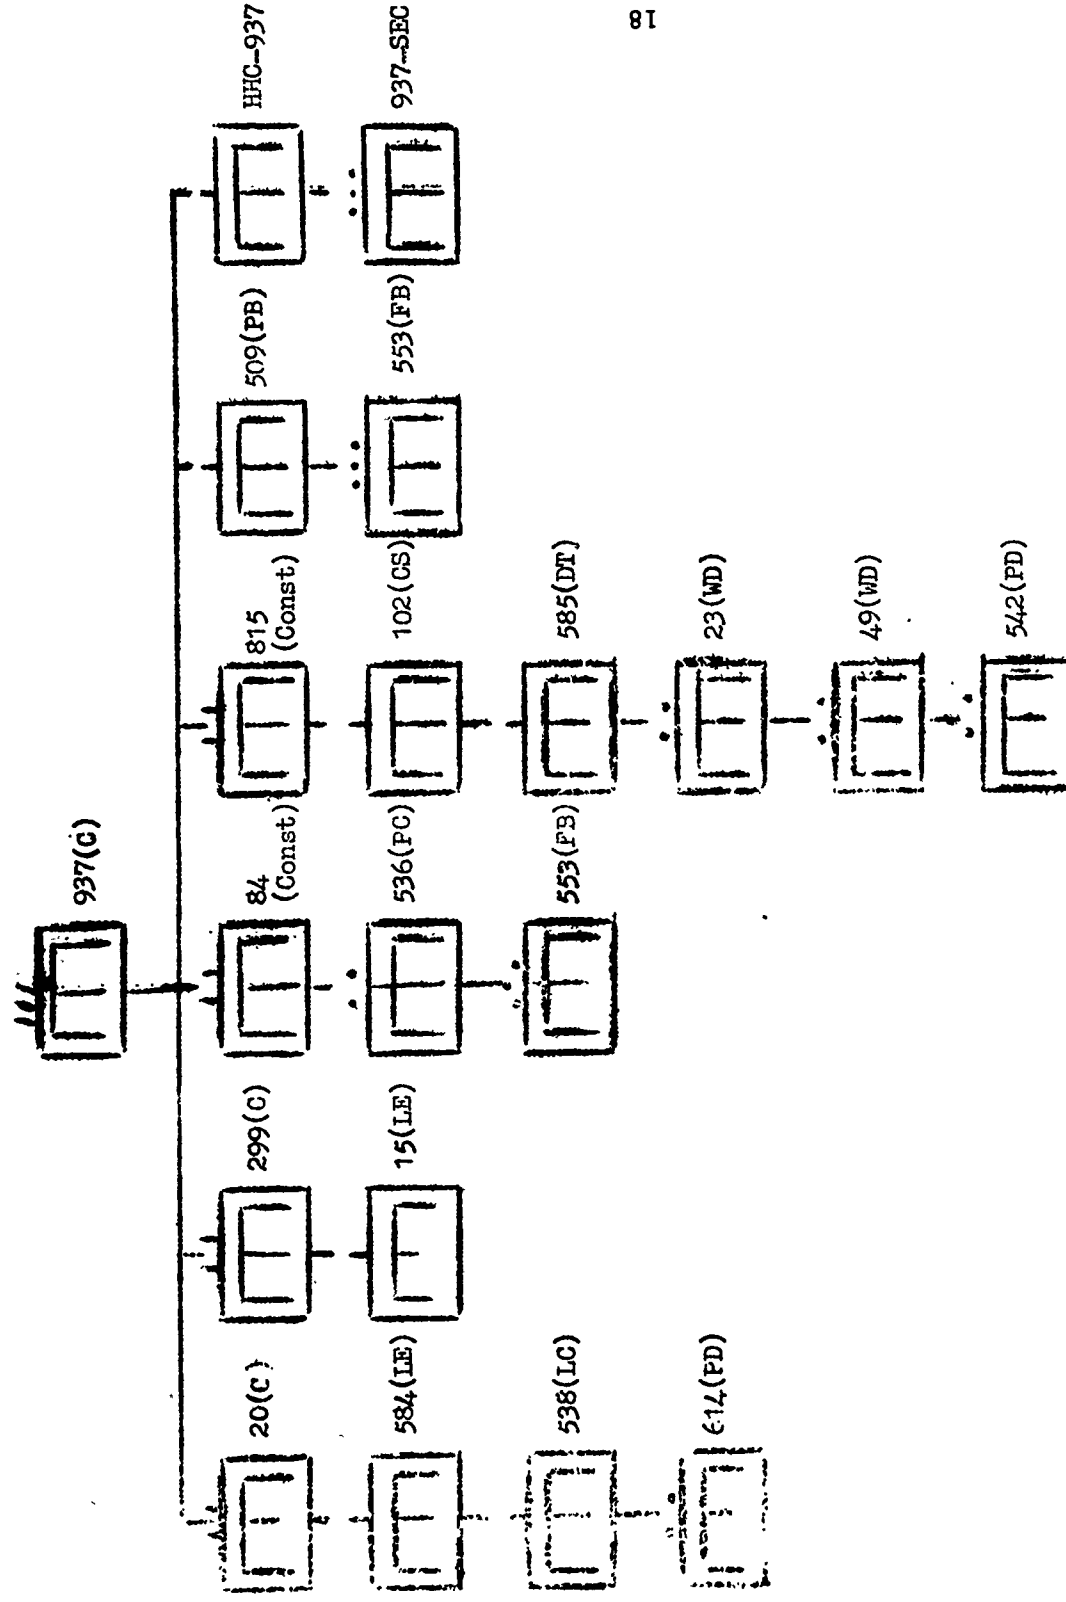 937(C)
20(C)
299(C)
84
(Const)
815
(Const)
509(PB)
HHC-937
584(LE)
15(LE)
536(PC)
102(CS)
553(FB)
937-SEC
538(LC)
553(FB)
585(DT)
614(PD)
23(WD)
49(WD)
542(PD)
18